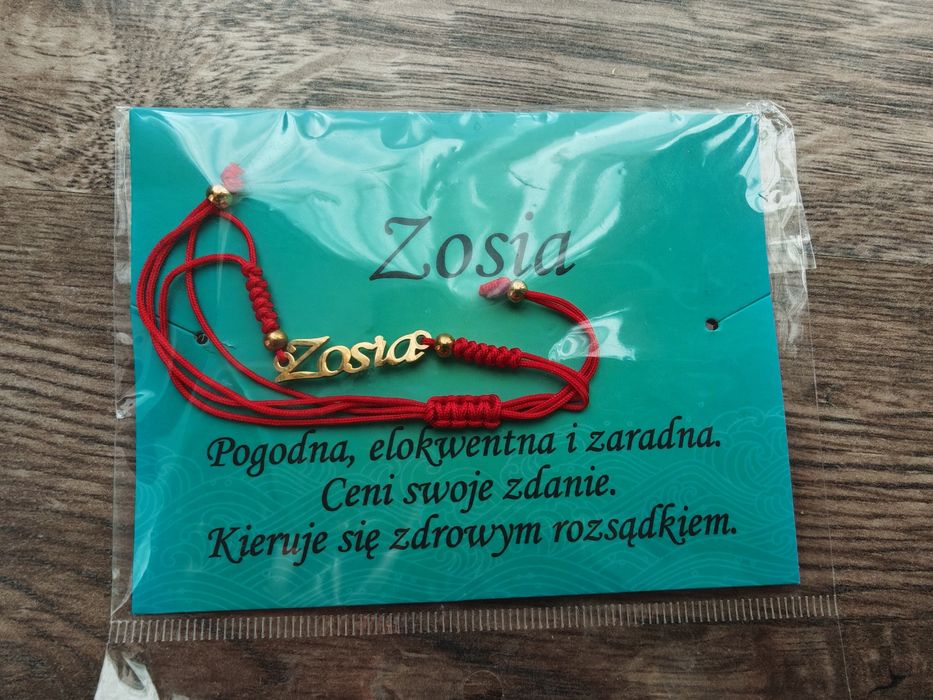 Zosia
Zosia
Pogodna, elokwentna i zaradna.
Ceni swoje zdanie.
Kieruje się zdrowym rozsądkiem.